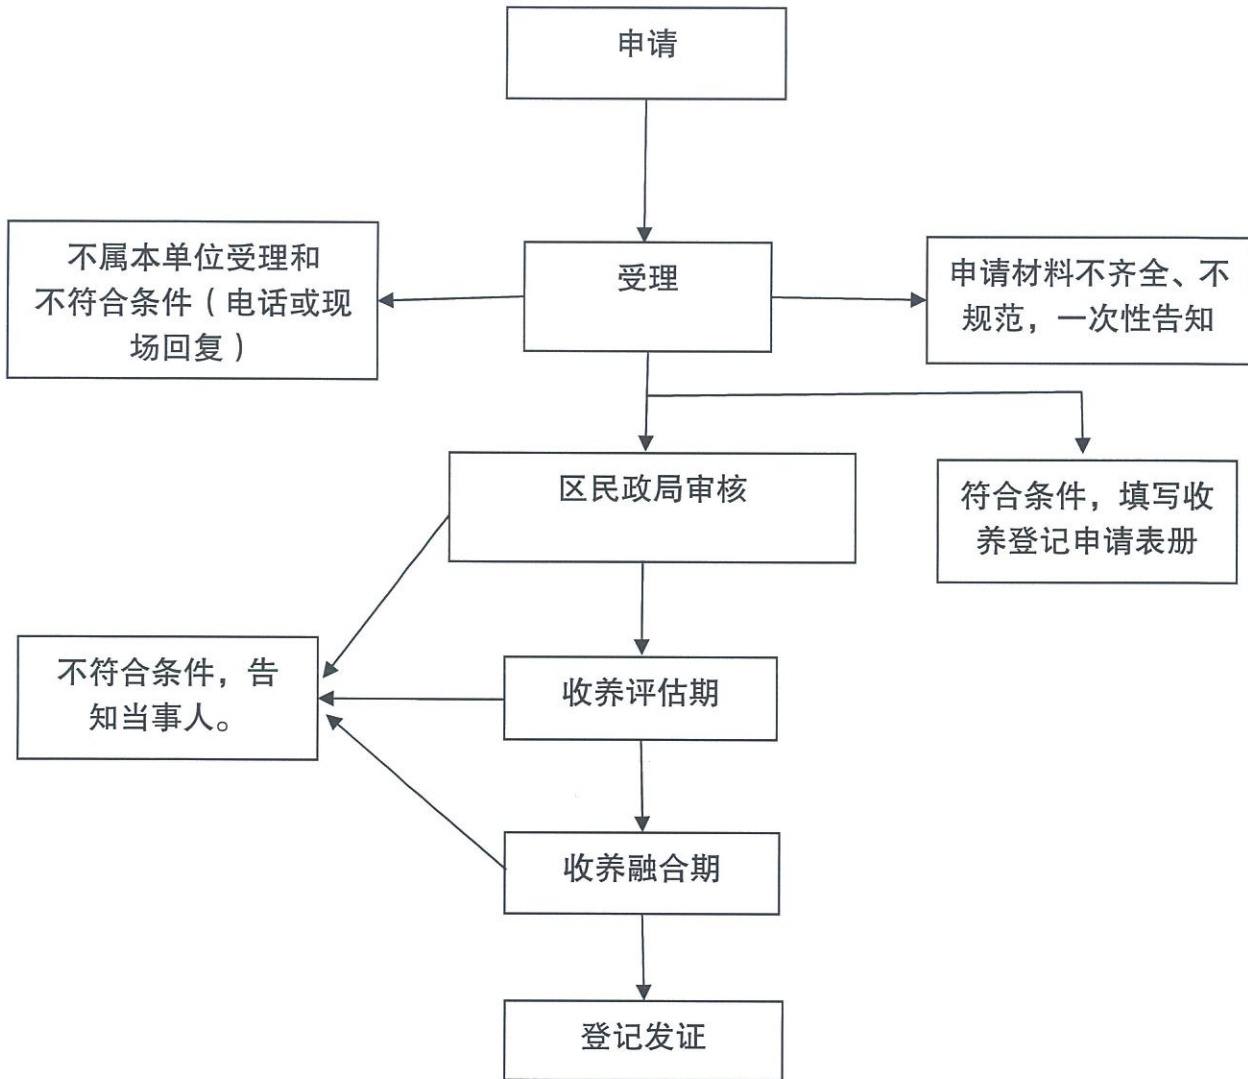 申请
不属本单位受理和
不符合条件（电话或现
场回复）
受理
申请材料不齐全、不
规范，一次性告知
区民政局审核
符合条件，填写收
养登记申请表册
不符合条件，告
知当事人。
收养评估期
收养融合期
登记发证